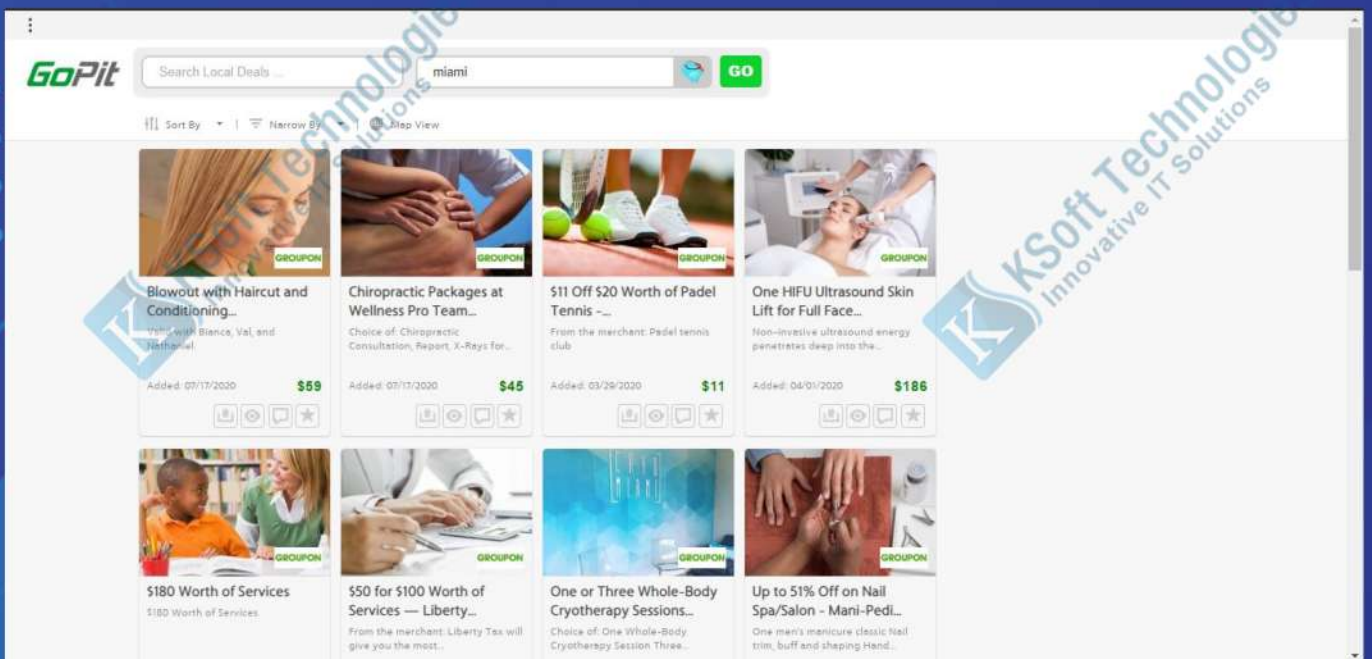 GoPit
Search Local Deals ...
miami
GO
Sort By
Narrow By
Map View
GROUPON
GROUPON
GROUPON
GROUPON
Blowout with Haircut and
Conditioning...
Valid with Bianca, Val, and
Nathaniel.
Added: 07/17/2020
$59
Chiropractic Packages at
Wellness Pro Team...
Choice of: Chiropractic
Consultation, Report, X-Rays for...
Added: 07/17/2020
$45
$11 Off $20 Worth of Padel
Tennis -...
From the merchant: Padel tennis
club
Added: 03/29/2020
$11
One HIFU Ultrasound Skin
Lift for Full Face...
Non-invasive ultrasound energy
penetrates deep into the...
Added: 04/01/2020
$186
GROUPON
GROUPON
GROUPON
GROUPON
$180 Worth of Services
$180 Worth of Services
$50 for $100 Worth of
Services — Liberty...
From the merchant: Liberty Tax will
give you the most...
One or Three Whole-Body
Cryotherapy Sessions...
Choice of: One Whole-Body
Cryotherapy Session Three...
Up to 51% Off on Nail
Spa/Salon - Mani-Pedi...
One men's manicure classic Nail
trim, buff and shaping Hand...
KSoft Technologies
Innovative IT Solutions
KSoft Technologies
Innovative IT Solutions